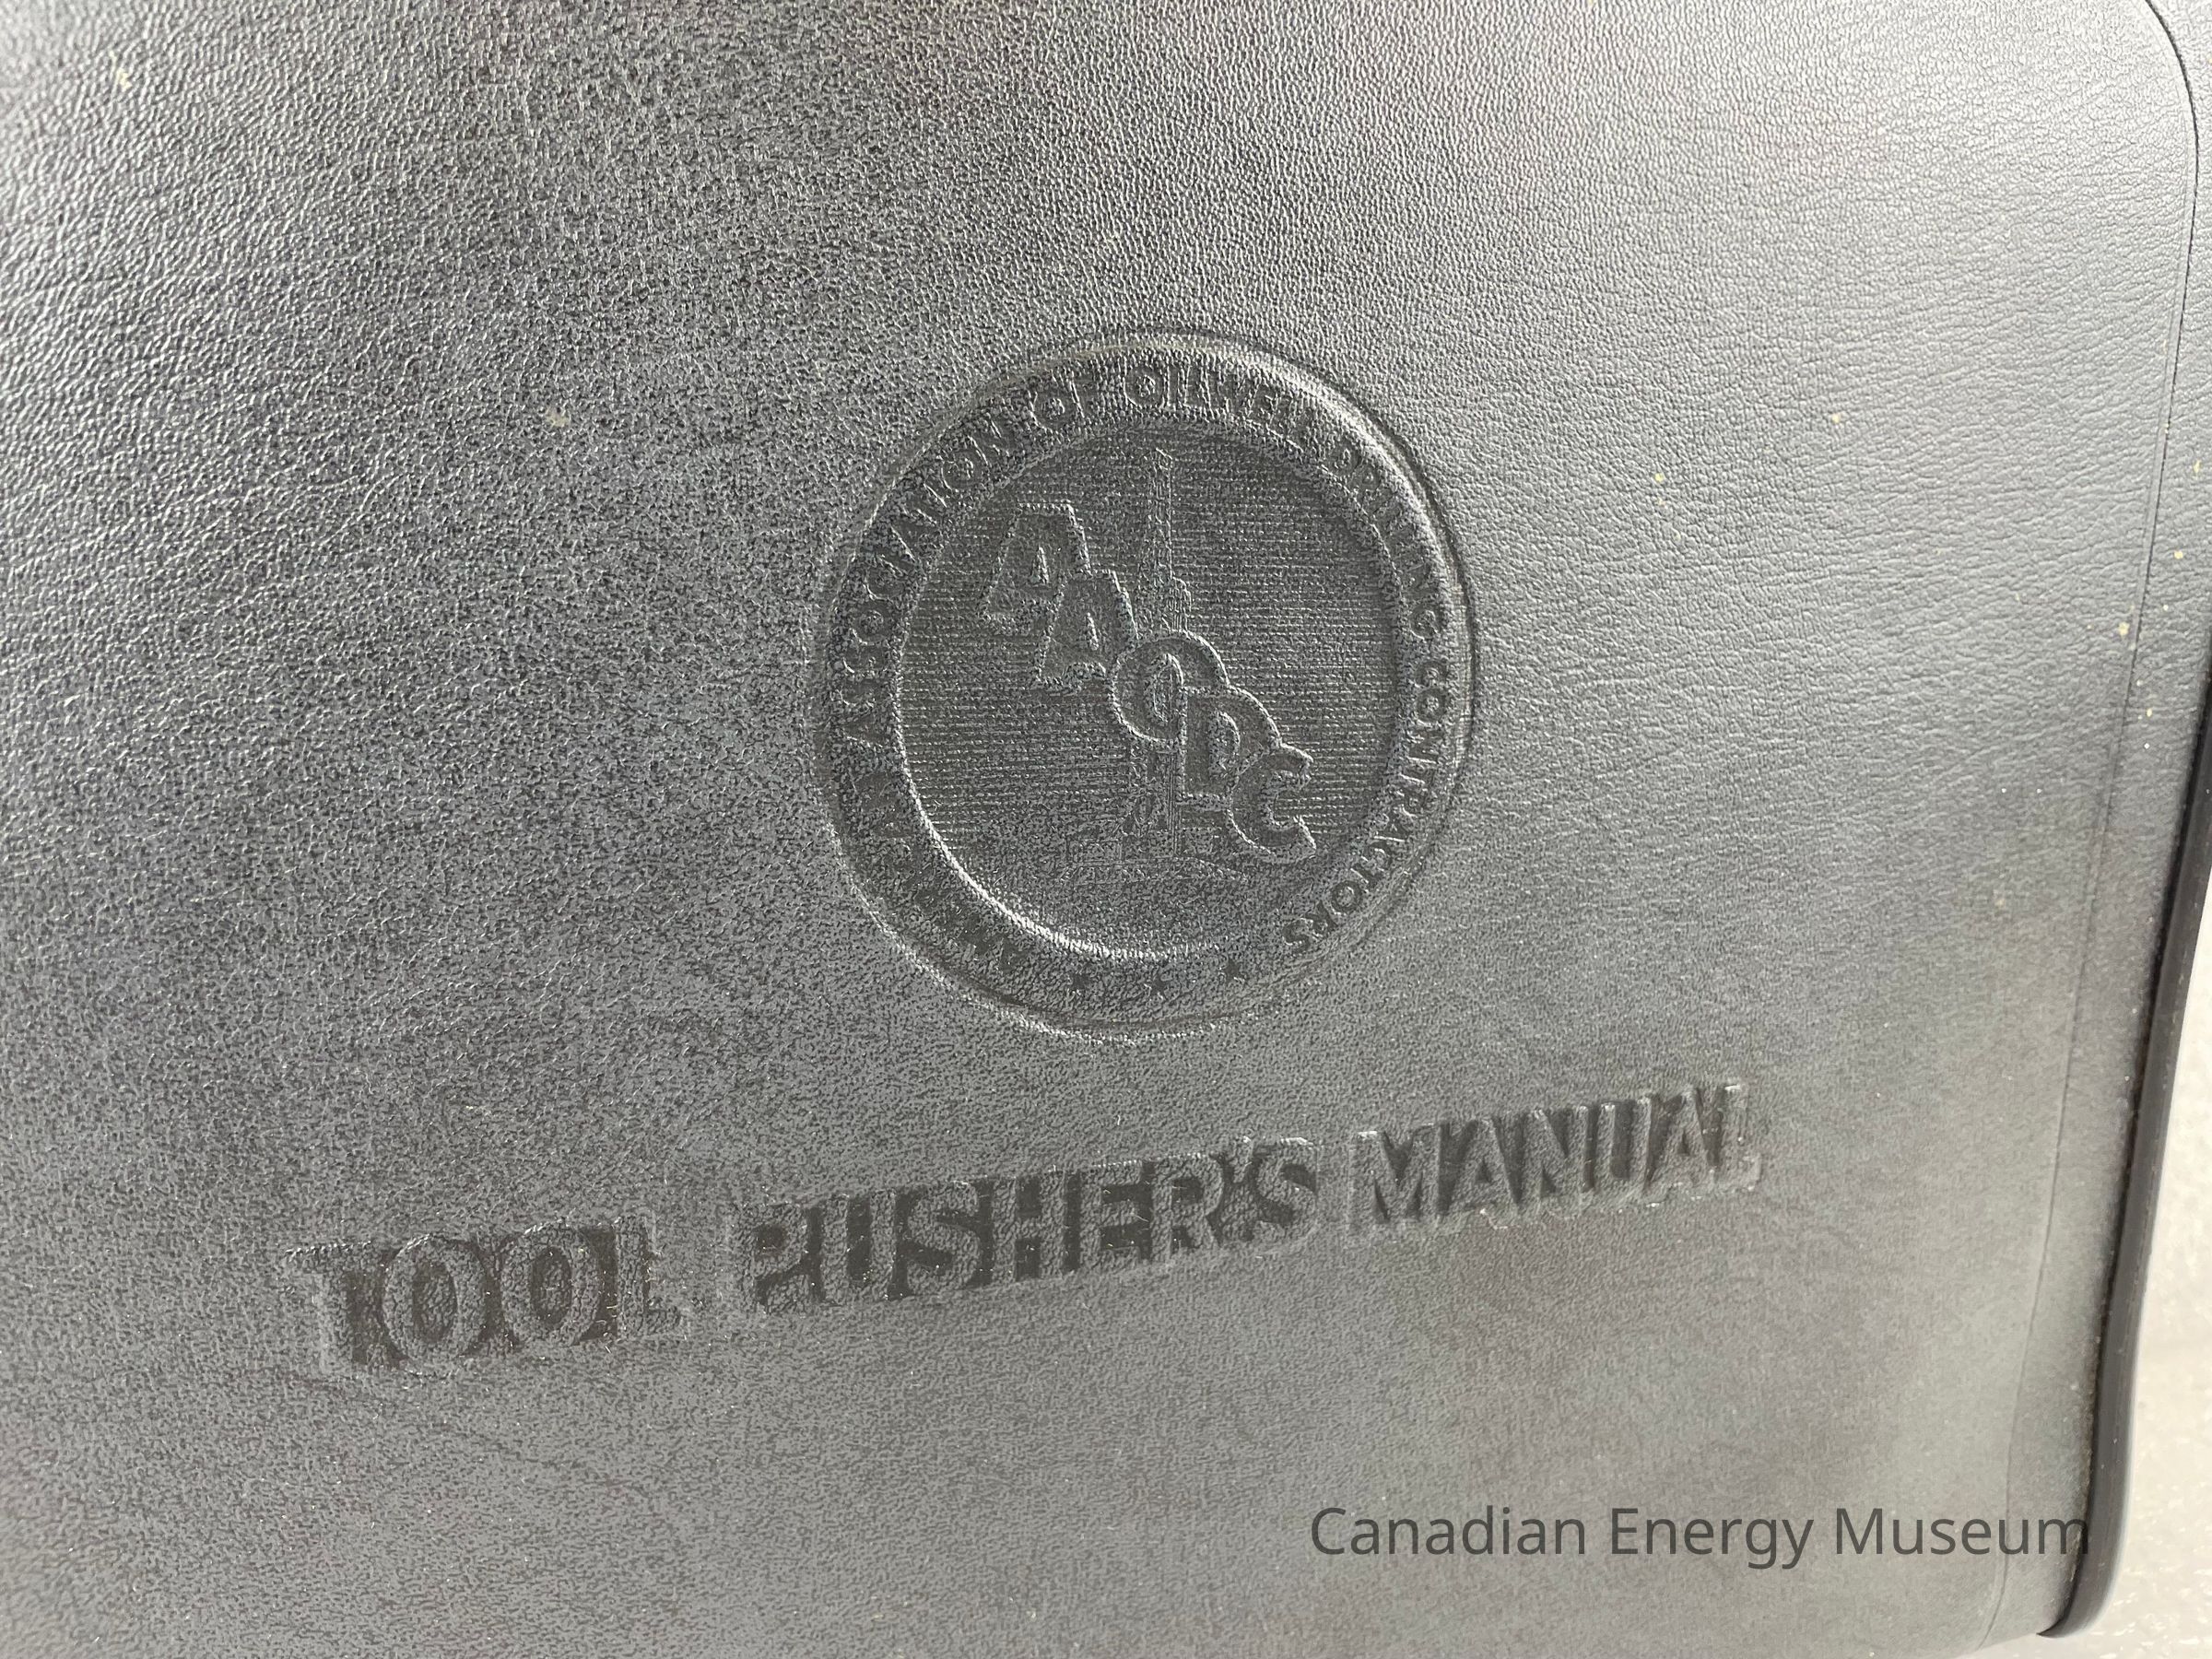 AMERICAN ASSOCIATION OF OILWELL DRILLING CONTRACTORS
AAODC
TOOL PUSHER'S MANUAL
Canadian Energy Museum